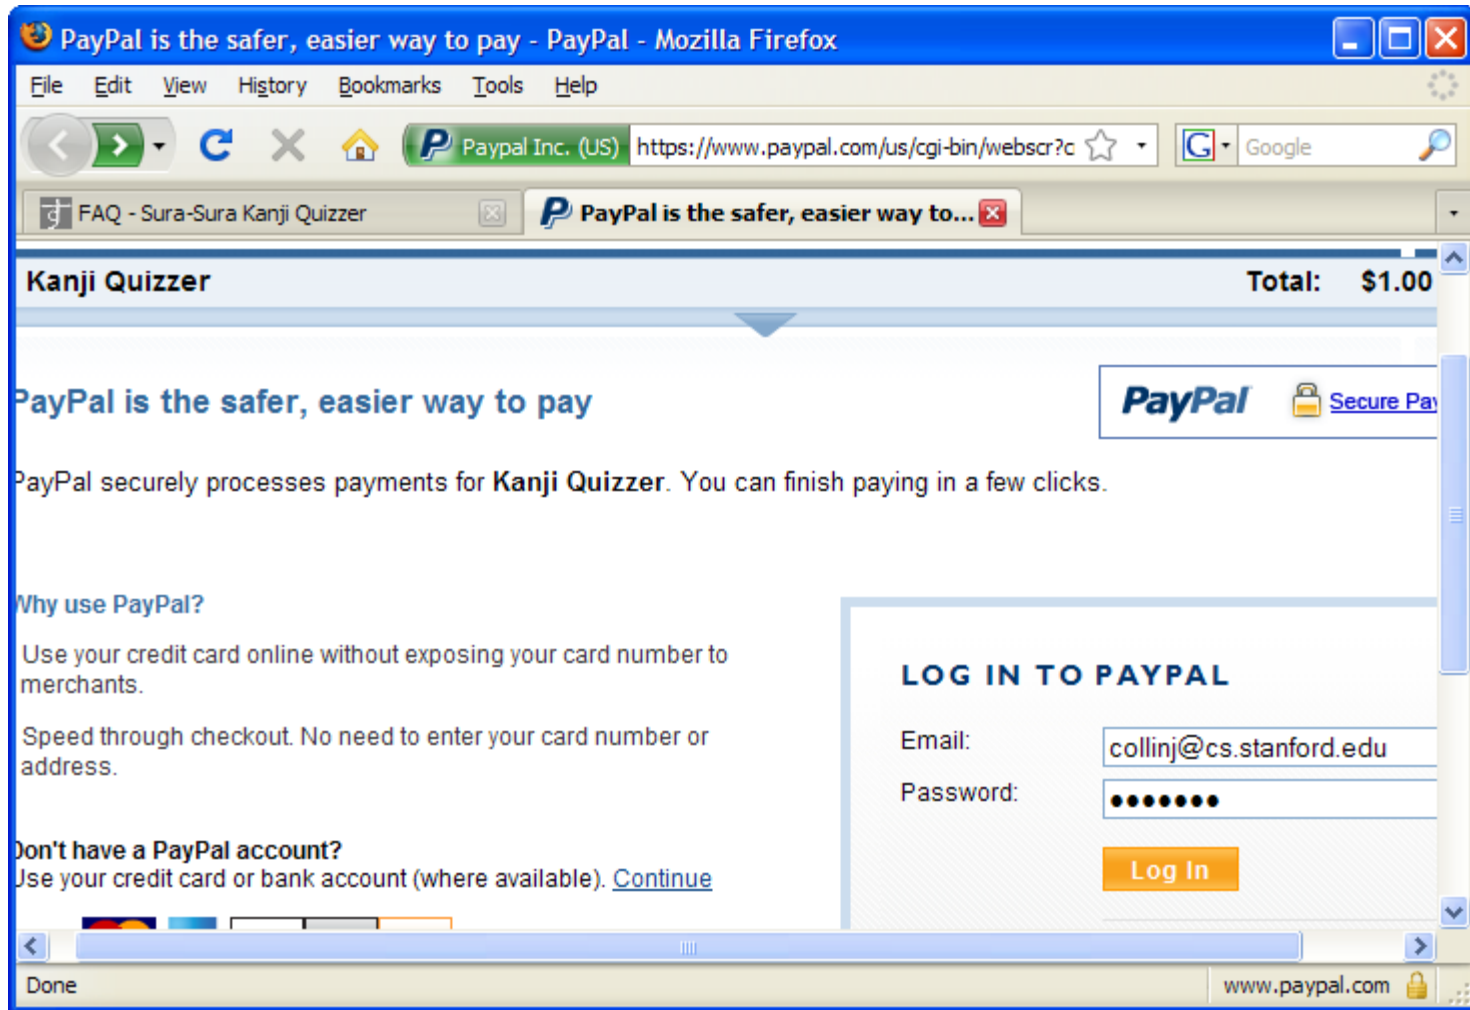 PayPal is the safer, easier way to pay - PayPal - Mozilla Firefox
File Edit View History Bookmarks Tools Help
Paypal Inc. (US) https://www.paypal.com/us/cgi-bin/webscr?c Google
FAQ - Sura-Sura Kanji Quizzer PayPal is the safer, easier way to...
Kanji Quizzer Total: $1.00
PayPal is the safer, easier way to pay
PayPal Secure Pay
PayPal securely processes payments for Kanji Quizzer. You can finish paying in a few clicks.
Why use PayPal?
Use your credit card online without exposing your card number to
merchants.
Speed through checkout. No need to enter your card number or
address.
Don't have a PayPal account?
Use your credit card or bank account (where available). Continue
LOG IN TO PAYPAL
Email: collinj@cs.stanford.edu
Password: •••••••
Log In
Done www.paypal.com